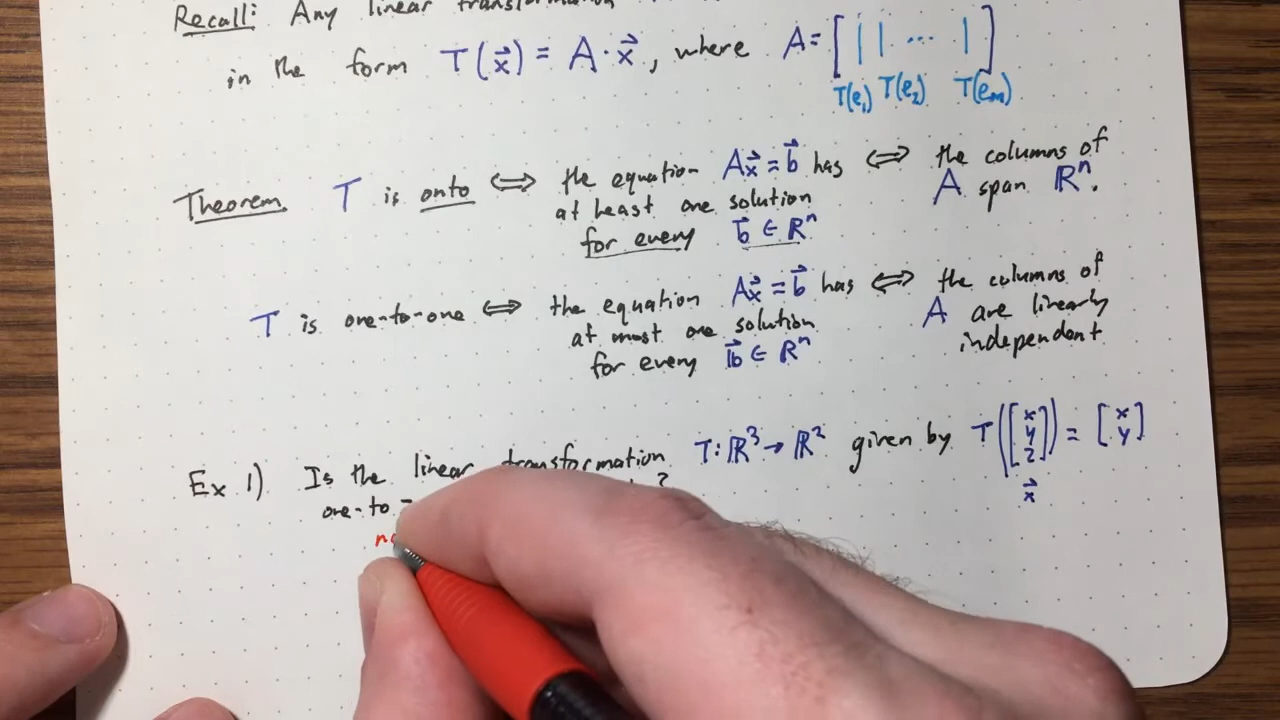 Recall: Any linear transformation
in the form T(x⃗) = A · x⃗, where A = [ | | ... | ]
T(e₁) T(e₂) T(eₘ)
Theorem. T is onto ⟺ the equation Ax⃗ = b⃗ has ⟺ the columns of
at least one solution A span ℝⁿ.
for every b⃗ ∈ ℝⁿ
T is one-to-one ⟺ the equation Ax⃗ = b⃗ has ⟺ the columns of
at most one solution A are linearly
for every b⃗ ∈ ℝⁿ independent
Ex 1) Is the linear transformation T: ℝ³ → ℝ² given by T([x y z]) = [x y]
one-to- ?
x⃗